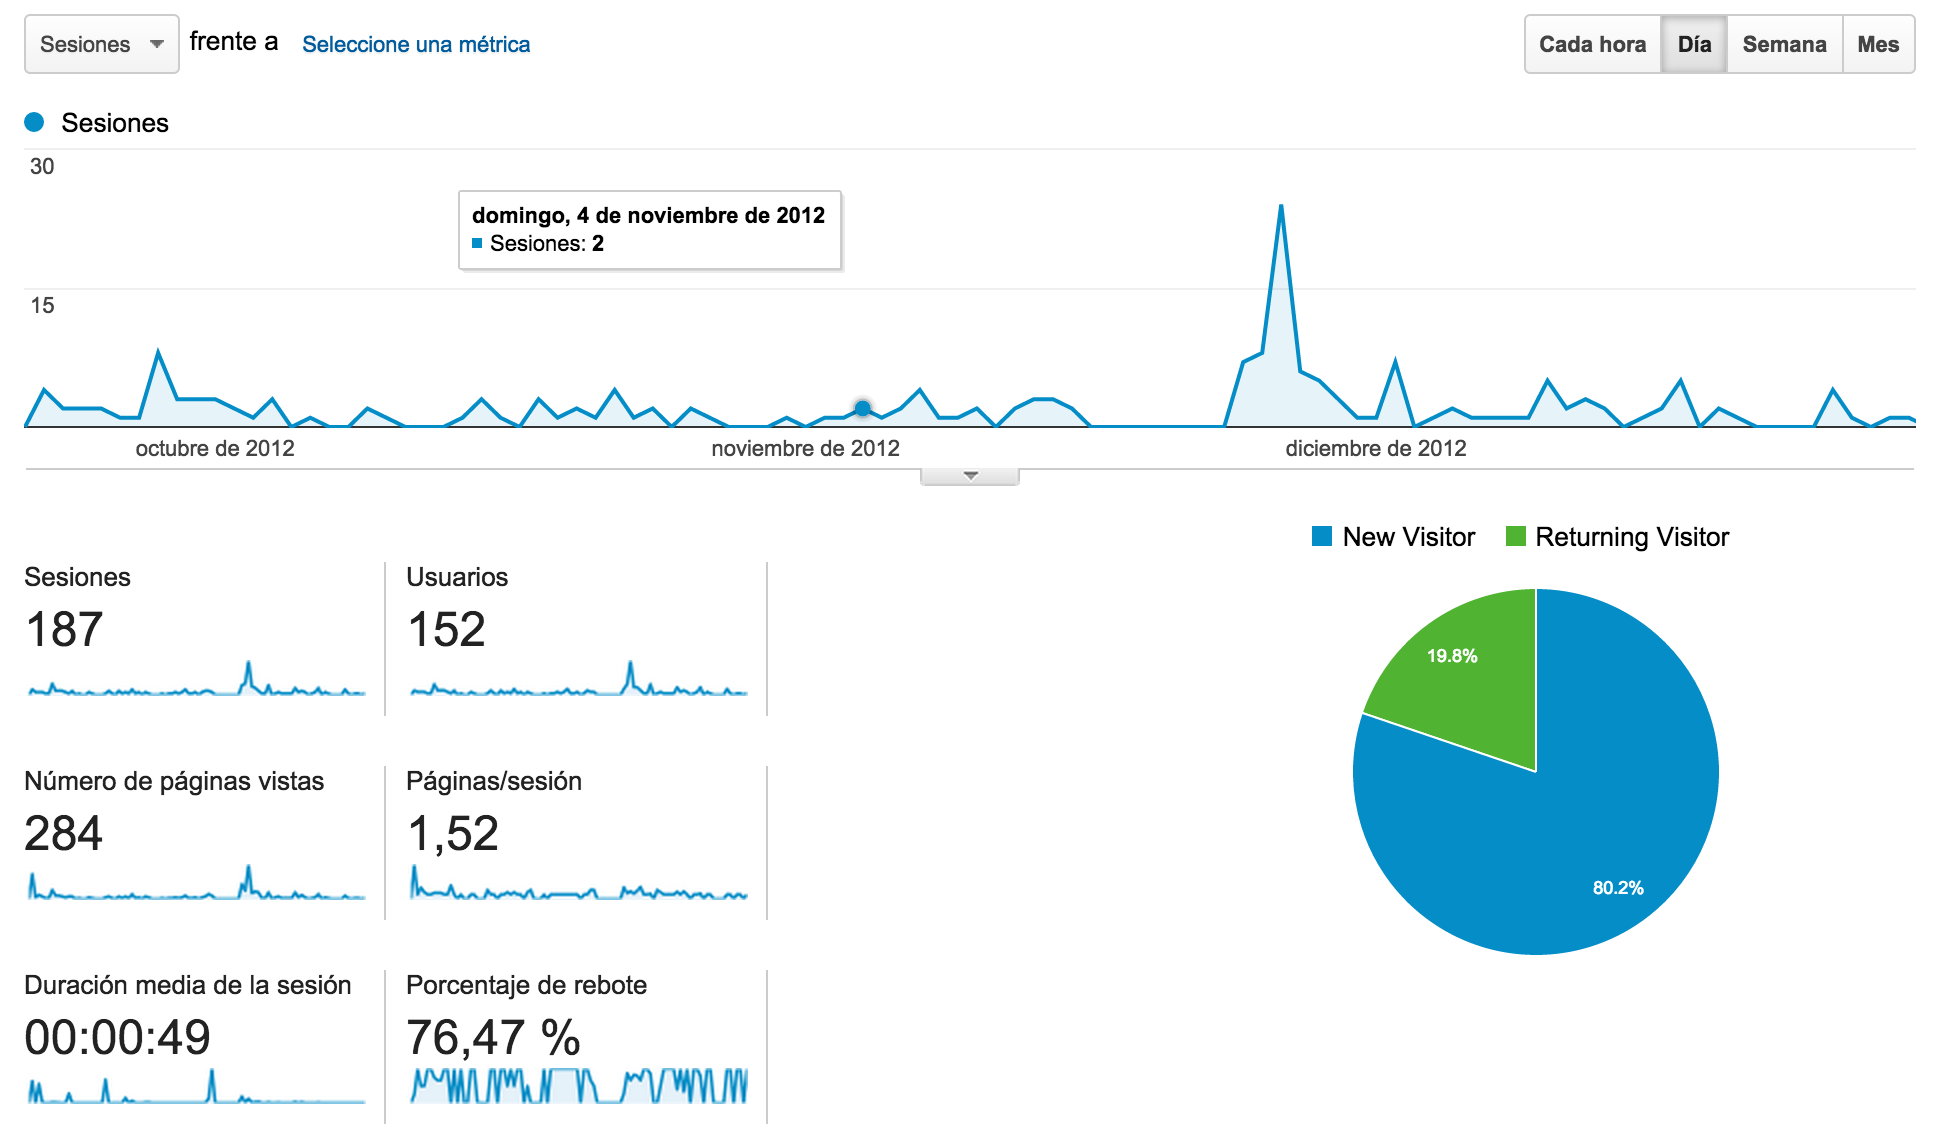 Sesiones frente a Seleccione una métrica
Cada hora Día Semana Mes
Sesiones
30
domingo, 4 de noviembre de 2012
Sesiones: 2
15
octubre de 2012 noviembre de 2012 diciembre de 2012
New Visitor Returning Visitor
Sesiones
187
Usuarios
152
Número de páginas vistas
284
Páginas/sesión
1,52
Duración media de la sesión
00:00:49
Porcentaje de rebote
76,47 %
19.8%
80.2%